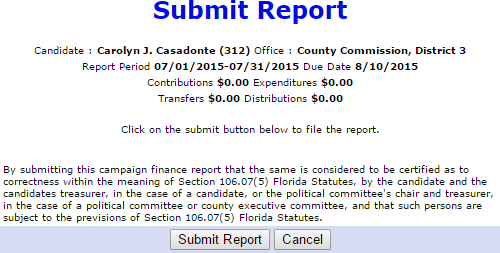 Submit Report
Candidate : Carolyn J. Casadonte (312) Office : County Commission, District 3
Report Period 07/01/2015-07/31/2015 Due Date 8/10/2015
Contributions $0.00 Expenditures $0.00
Transfers $0.00 Distributions $0.00
Click on the submit button below to file the report.
By submitting this campaign finance report that the same is considered to be certified as to
correctness within the meaning of Section 106.07(5) Florida Statutes, by the candidate and the
candidates treasurer, in the case of a candidate, or the political committee's chair and treasurer,
in the case of a political committee or county executive committee, and that such persons are
subject to the previsions of Section 106.07(5) Florida Statutes.
Submit Report Cancel